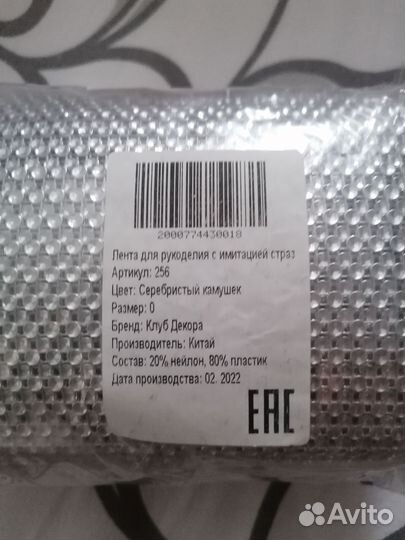 2000774430018
Лента для рукоделия с имитацией страз
Артикул: 256
Цвет: Серебристый камушек
Размер: 0
Бренд: Клуб Декора
Производитель: Китай
Состав: 20% нейлон, 80% пластик
Дата производства: 02. 2022
EAC
Avito